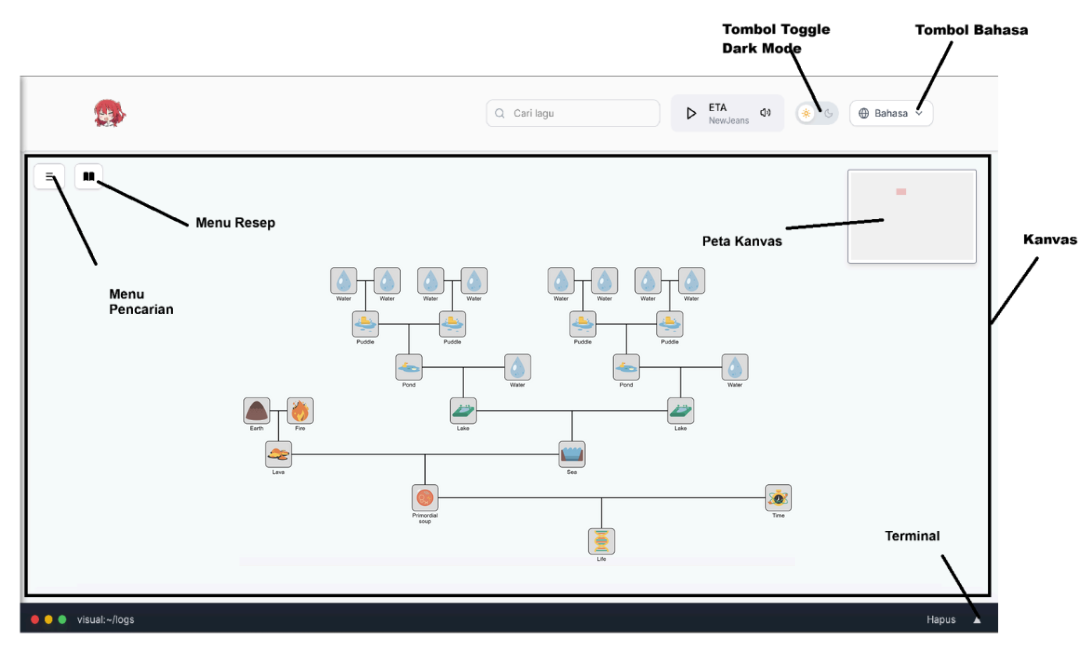 Tombol Toggle
Dark Mode
Tombol Bahasa
Cari lagu
ETA
NewJeans
Bahasa
Menu Resep
Peta Kanvas
Kanvas
Menu
Pencarian
Water Water Water Water Water Water Water Water
Puddle Puddle Puddle Puddle
Pond Water Pond Water
Earth Fire Lake Lake
Lava Sea
Primordial
soup
Time
Life
Terminal
visual:~/logs
Hapus